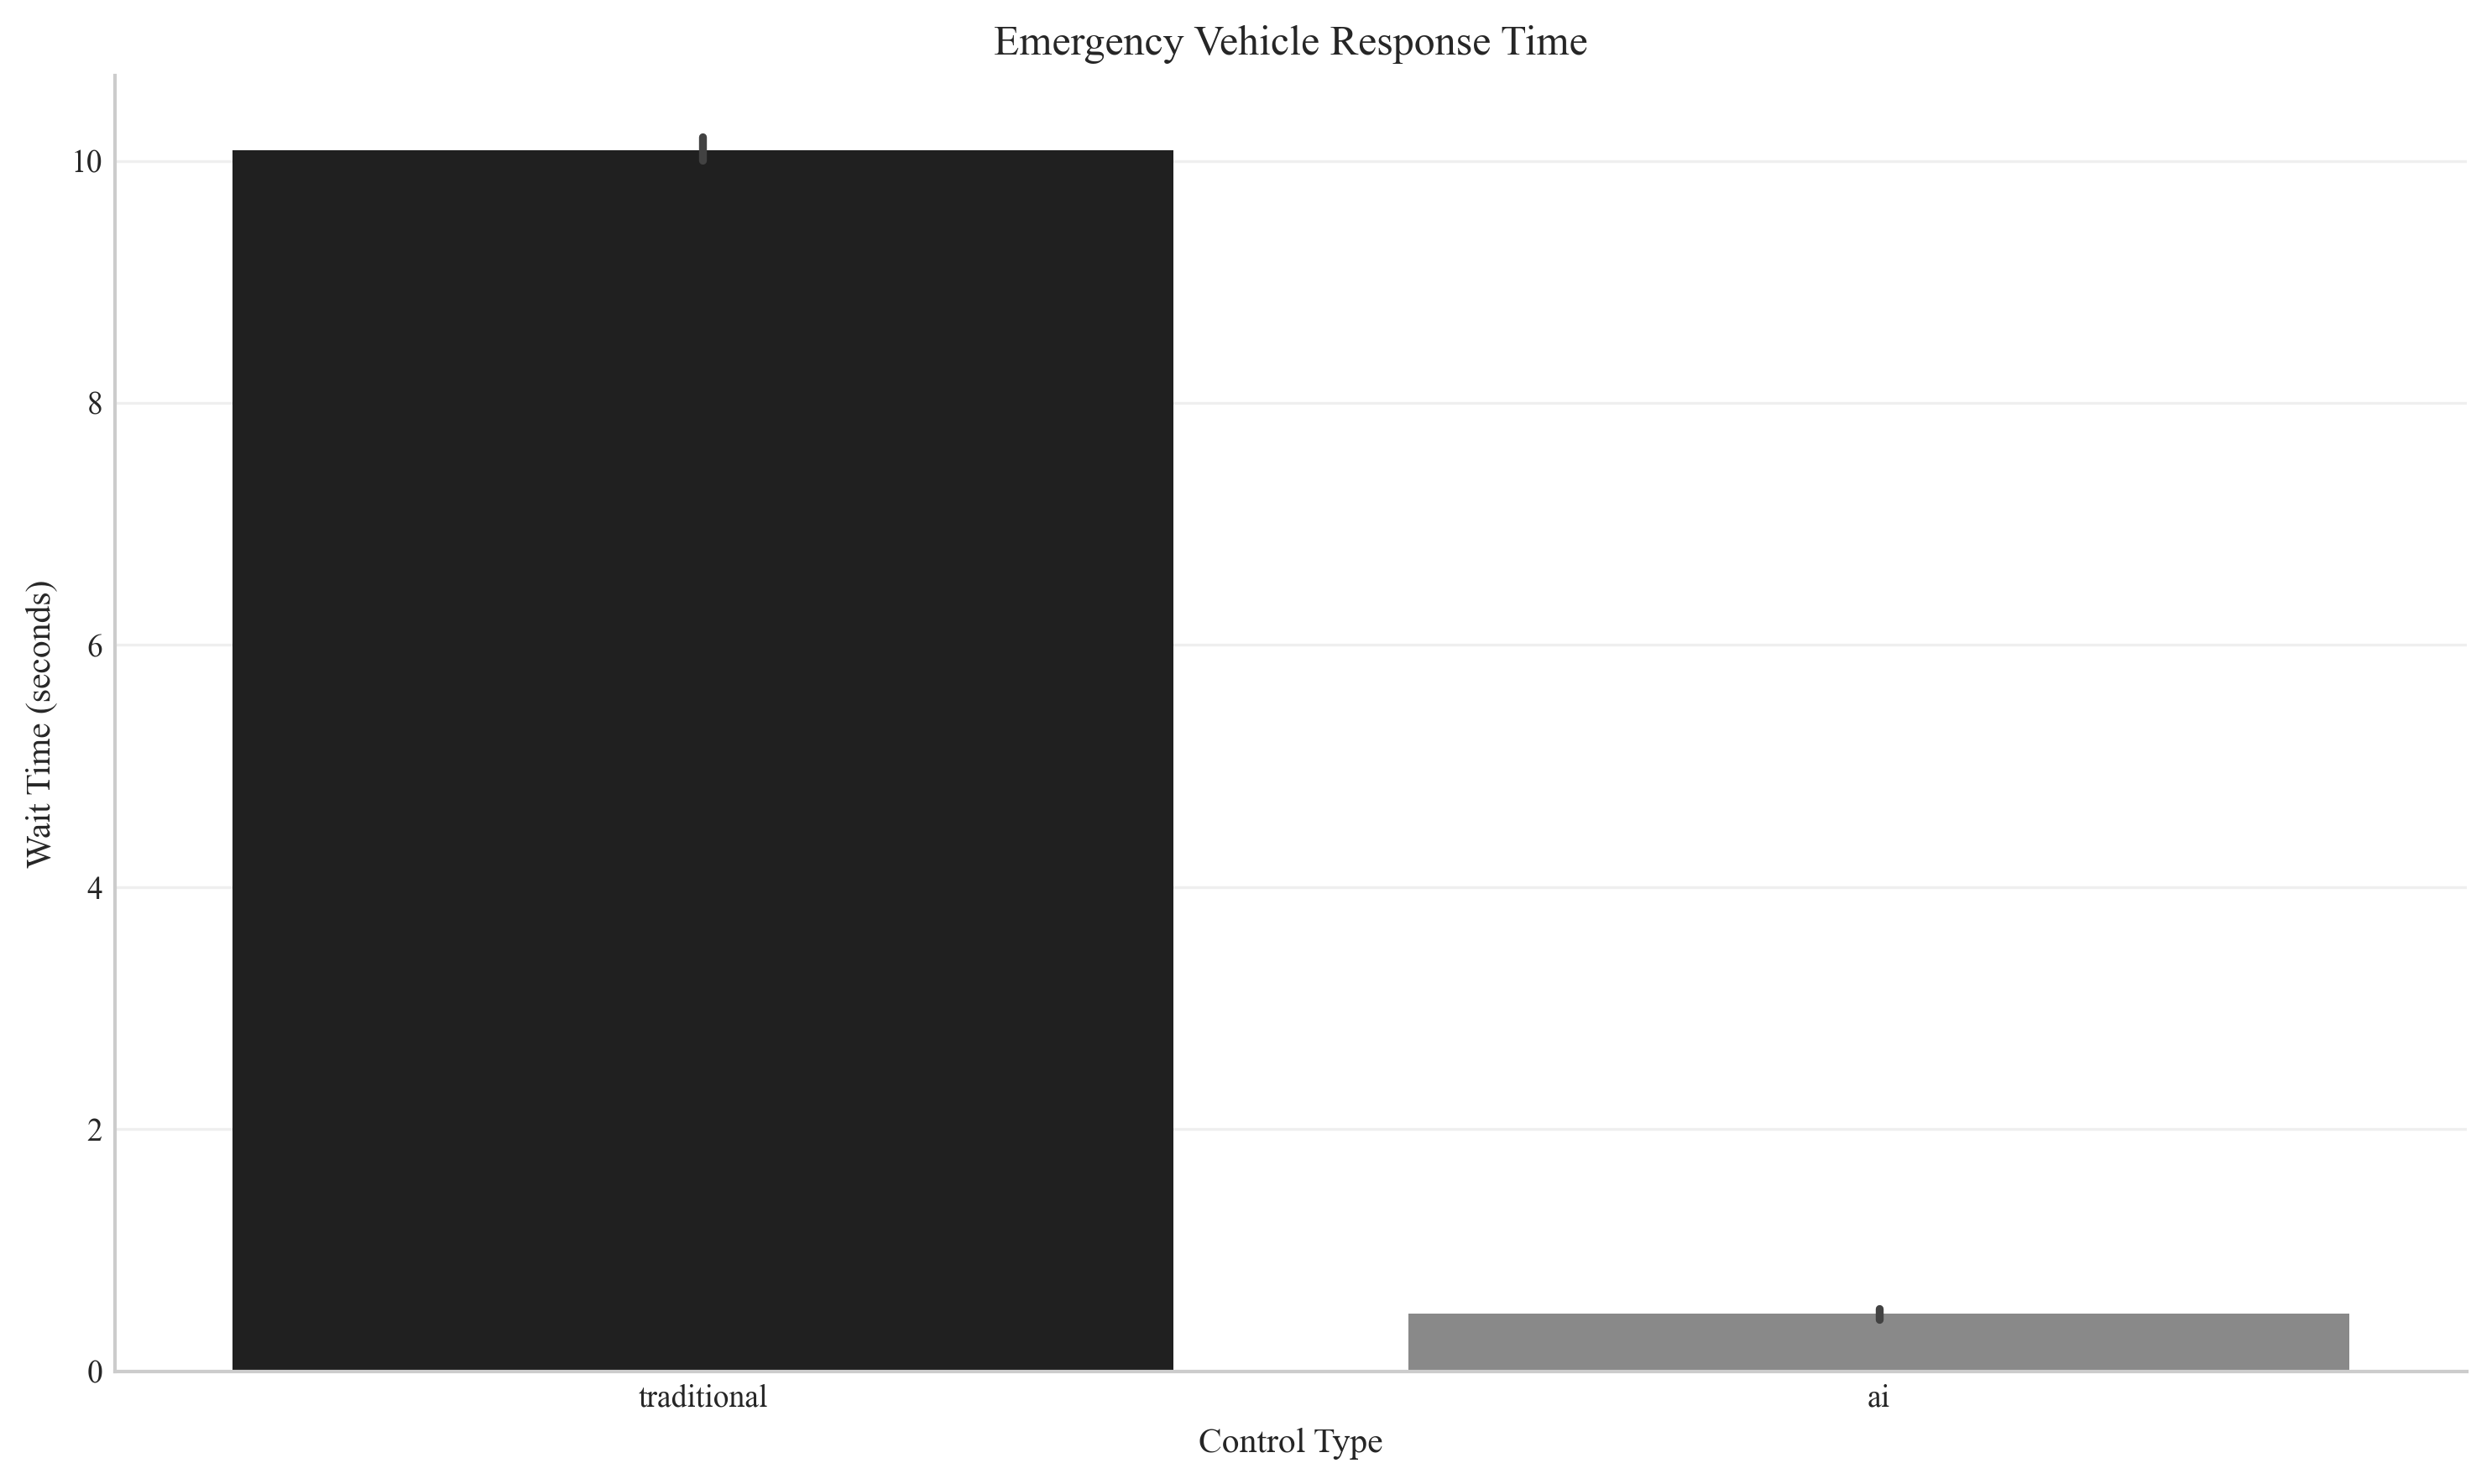 Emergency Vehicle Response Time
Wait Time (seconds)
10
8
6
4
2
0
traditional
ai
Control Type